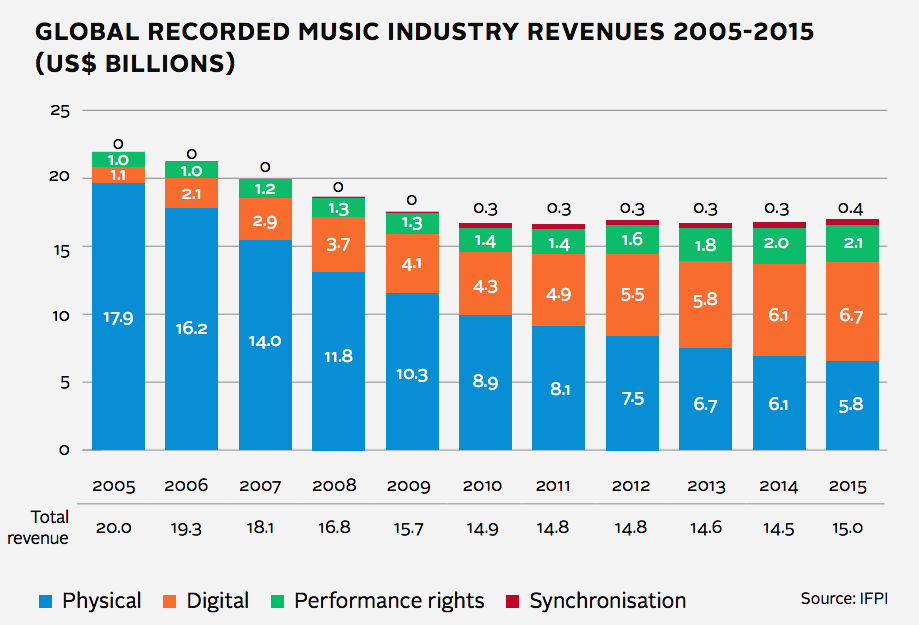 GLOBAL RECORDED MUSIC INDUSTRY REVENUES 2005-2015
(US$ BILLIONS)
25
20
15
10
5
0
0 0 0 0 0 0.3 0.3 0.3 0.3 0.3 0.4
1.0 1.0 1.2 1.3 1.3 1.4 1.4 1.6 1.8 2.0 2.1
1.1 2.1 2.9 3.7 4.1 4.3 4.9 5.5 5.8 6.1 6.7
17.9 16.2 14.0 11.8 10.3 8.9 8.1 7.5 6.7 6.1 5.8
2005 2006 2007 2008 2009 2010 2011 2012 2013 2014 2015
Total
revenue
20.0 19.3 18.1 16.8 15.7 14.9 14.8 14.8 14.6 14.5 15.0
Physical Digital Performance rights Synchronisation
Source: IFPI